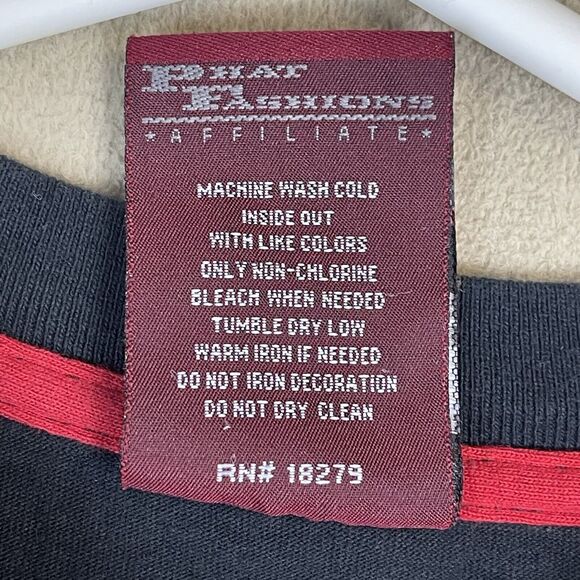 PHAT
FASHIONS
*AFFILIATE*
MACHINE WASH COLD
INSIDE OUT
WITH LIKE COLORS
ONLY NON-CHLORINE
BLEACH WHEN NEEDED
TUMBLE DRY LOW
WARM IRON IF NEEDED
DO NOT IRON DECORATION
DO NOT DRY CLEAN
RN# 18279